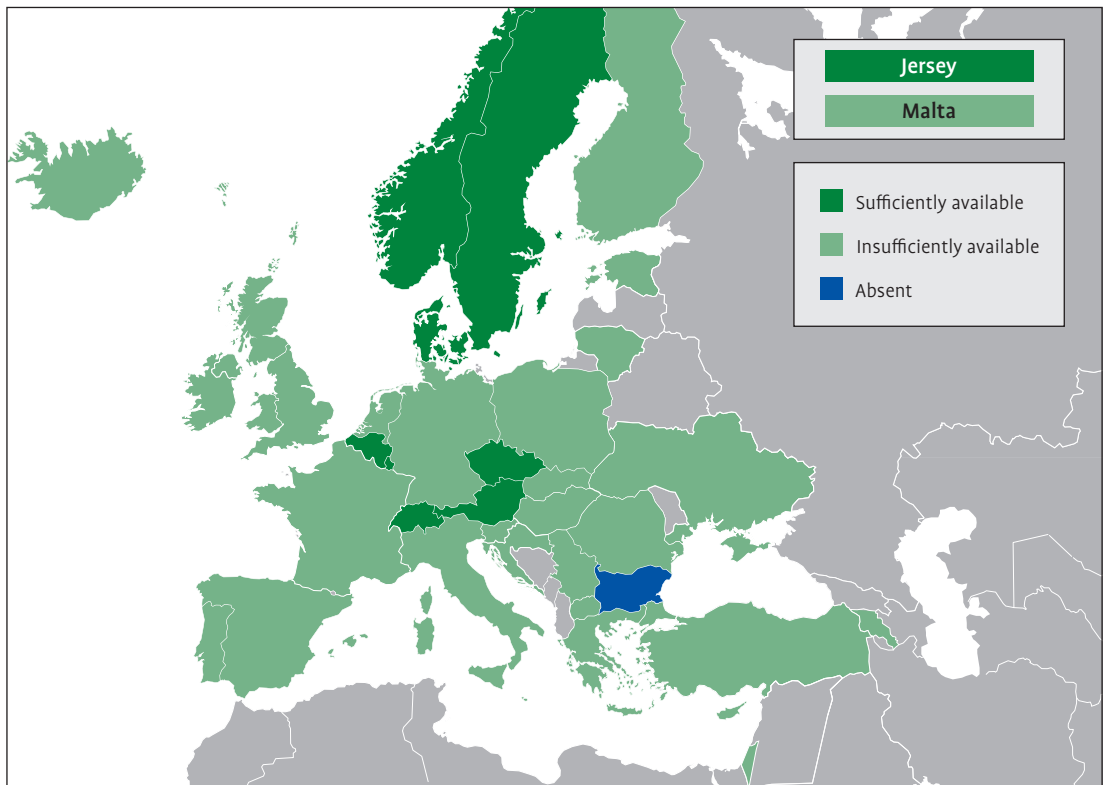 Jersey
Malta
Sufficiently available
Insufficiently available
Absent